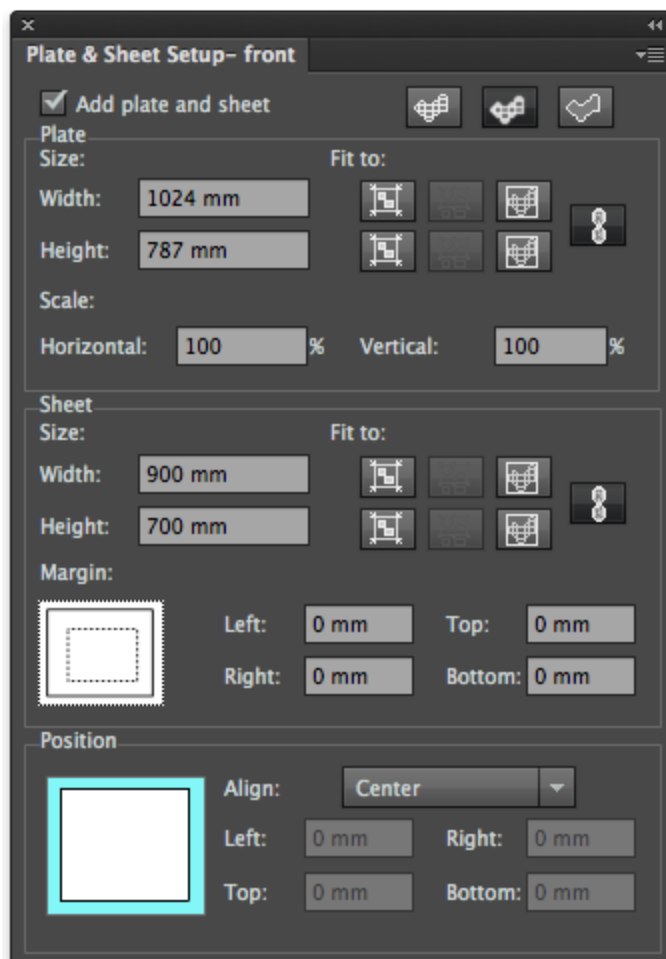 Plate & Sheet Setup– front
Add plate and sheet
Plate
Size: Fit to:
Width: 1024 mm
Height: 787 mm
Scale:
Horizontal: 100 % Vertical: 100 %
Sheet
Size: Fit to:
Width: 900 mm
Height: 700 mm
Margin:
Left: 0 mm Top: 0 mm
Right: 0 mm Bottom: 0 mm
Position
Align: Center
Left: 0 mm Right: 0 mm
Top: 0 mm Bottom: 0 mm